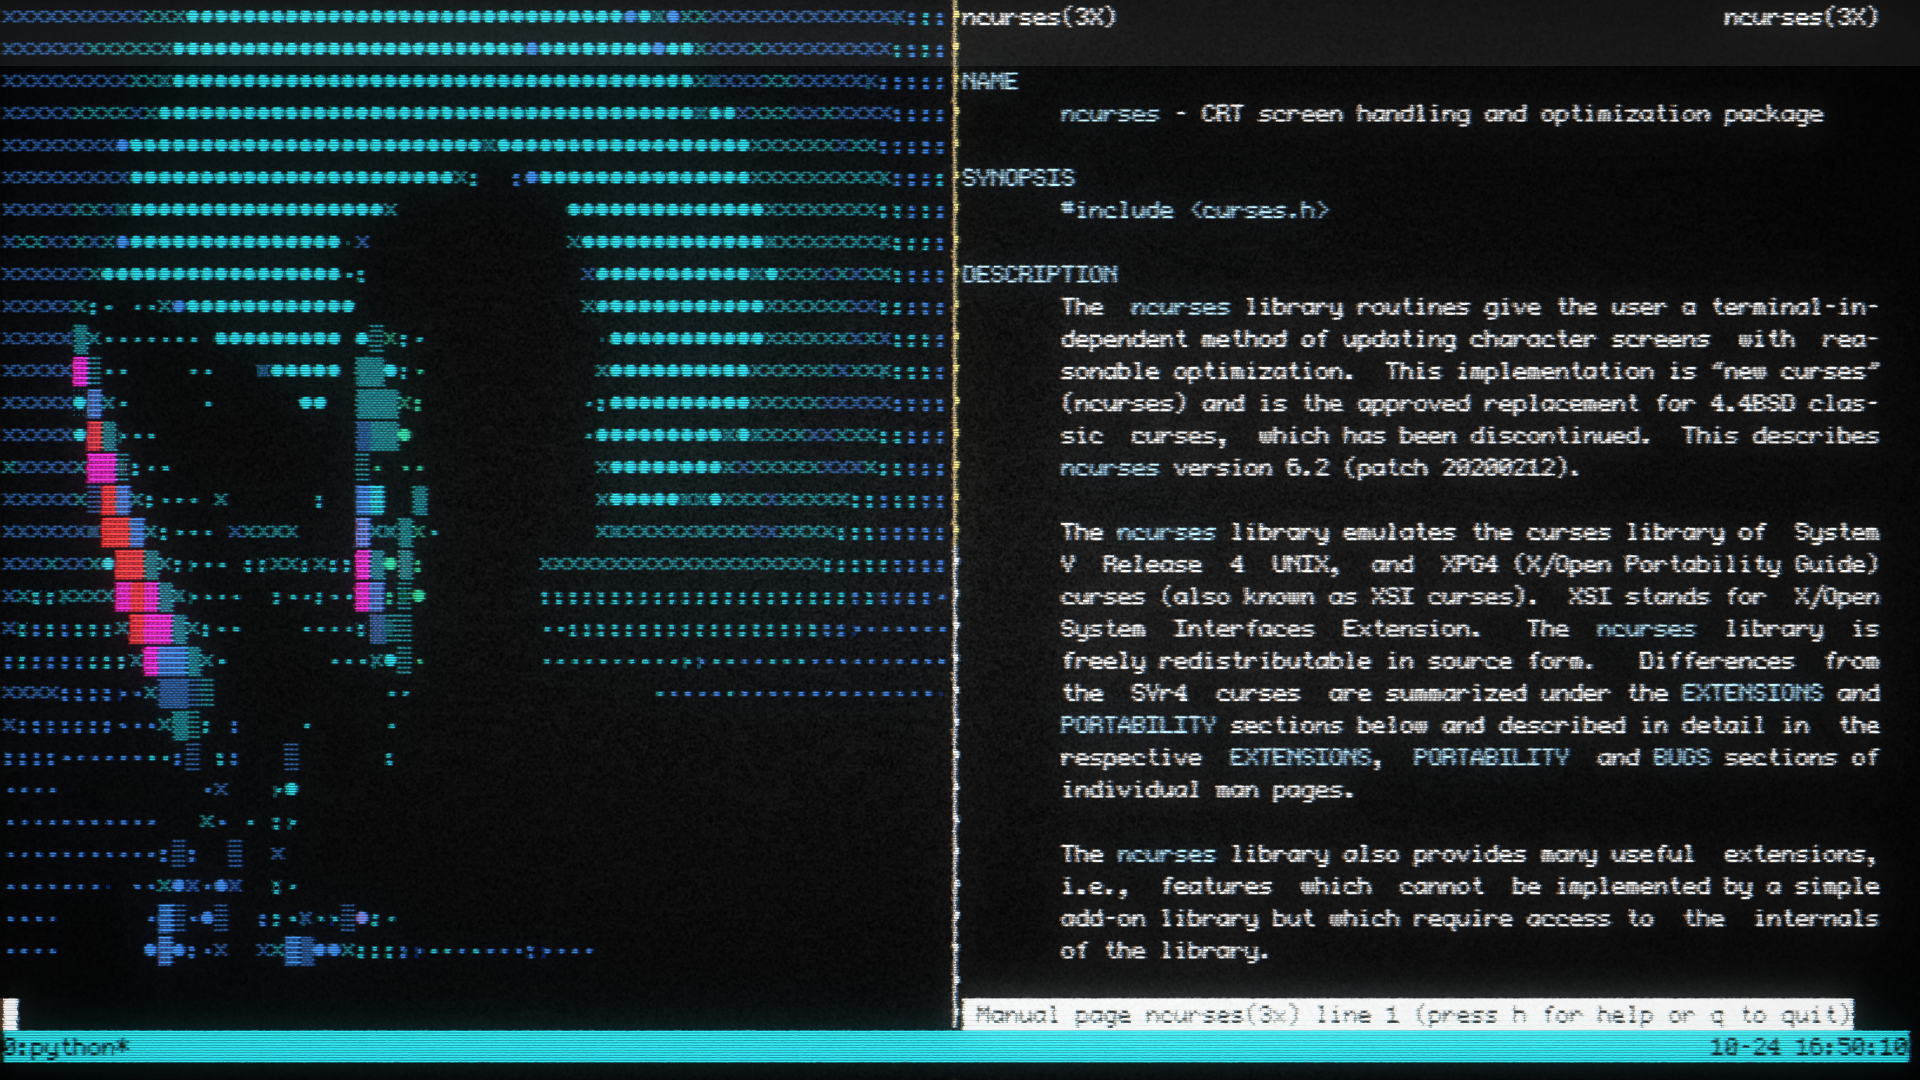 ncurses(3X) ncurses(3X)
NAME
ncurses - CRT screen handling and optimization package
SYNOPSIS
#include <curses.h>
DESCRIPTION
The ncurses library routines give the user a terminal-in-
dependent method of updating character screens with rea-
sonable optimization. This implementation is "new curses"
(ncurses) and is the approved replacement for 4.4BSD clas-
sic curses, which has been discontinued. This describes
ncurses version 6.2 (patch 20200212).
The ncurses library emulates the curses library of System
V Release 4 UNIX, and XPG4 (X/Open Portability Guide)
curses (also known as XSI curses). XSI stands for X/Open
System Interfaces Extension. The ncurses library is
freely redistributable in source form. Differences from
the SVr4 curses are summarized under the EXTENSIONS and
PORTABILITY sections below and described in detail in the
respective EXTENSIONS, PORTABILITY and BUGS sections of
individual man pages.
The ncurses library also provides many useful extensions,
i.e., features which cannot be implemented by a simple
add-on library but which require access to the internals
of the library.
Manual page ncurses(3x) line 1 (press h for help or q to quit)
0:python* 10-24 16:50:10